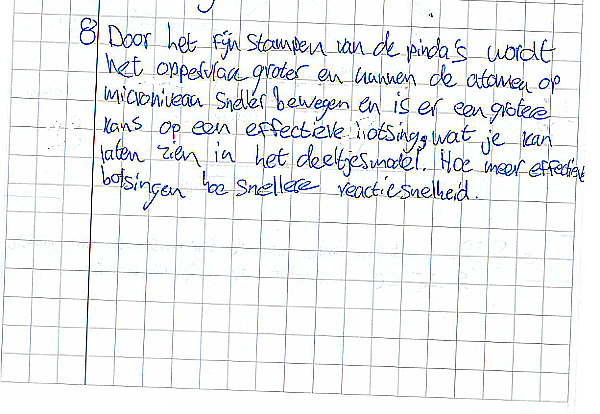 8 Door het fijn stampen van de pinda's wordt
het oppervlak groter en kunnen de atomen op
microniveau sneller bewegen en is er een grotere
kans op een effectieve botsing, wat je kan
laten zien in het deeltjesmodel. Hoe meer effectieve
botsingen hoe snellere reactiesnelheid.